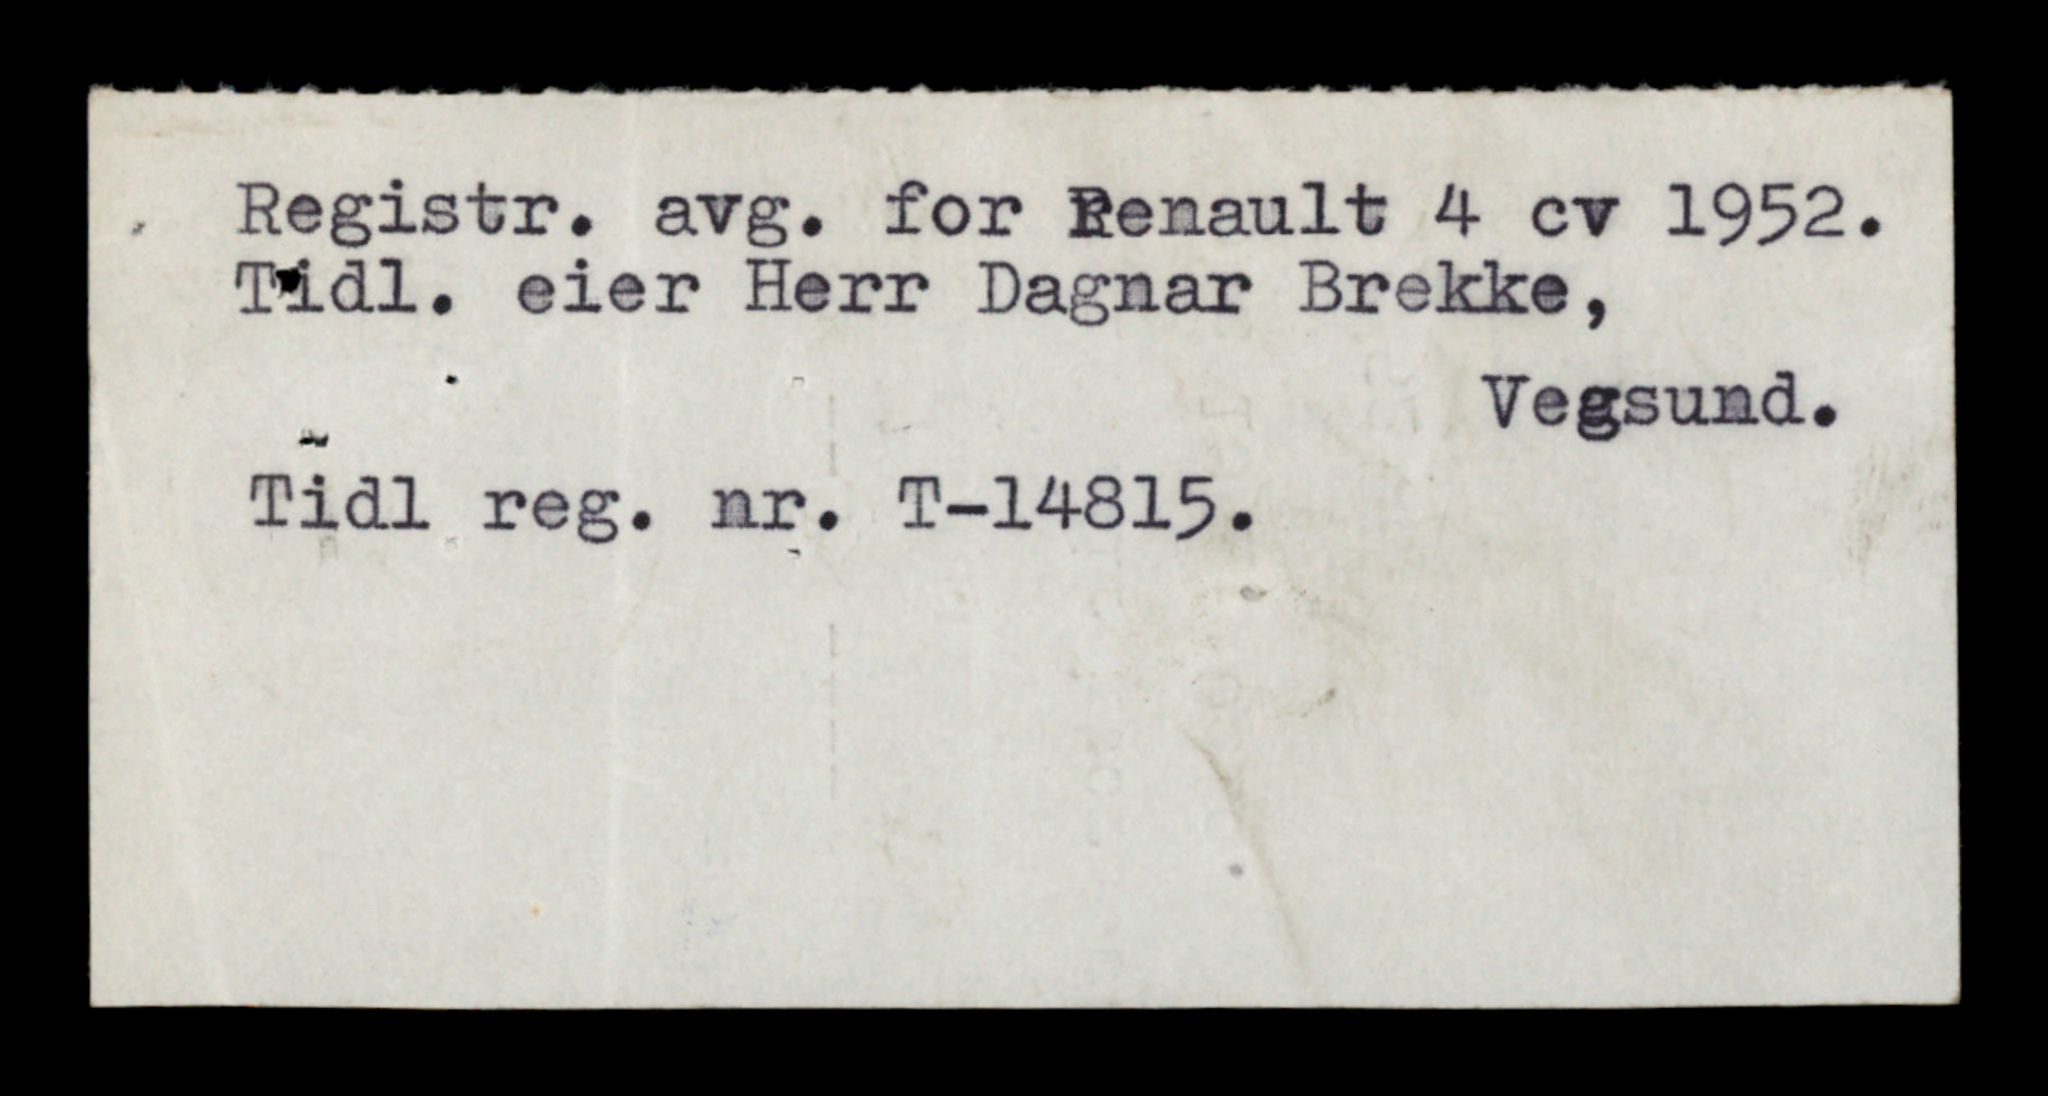 Registr. avg. for Renault 4 cv 1952.
Tidl. eier Herr Dagnar Brekke,
Vegsund.
Tidl reg. nr. T-14815.